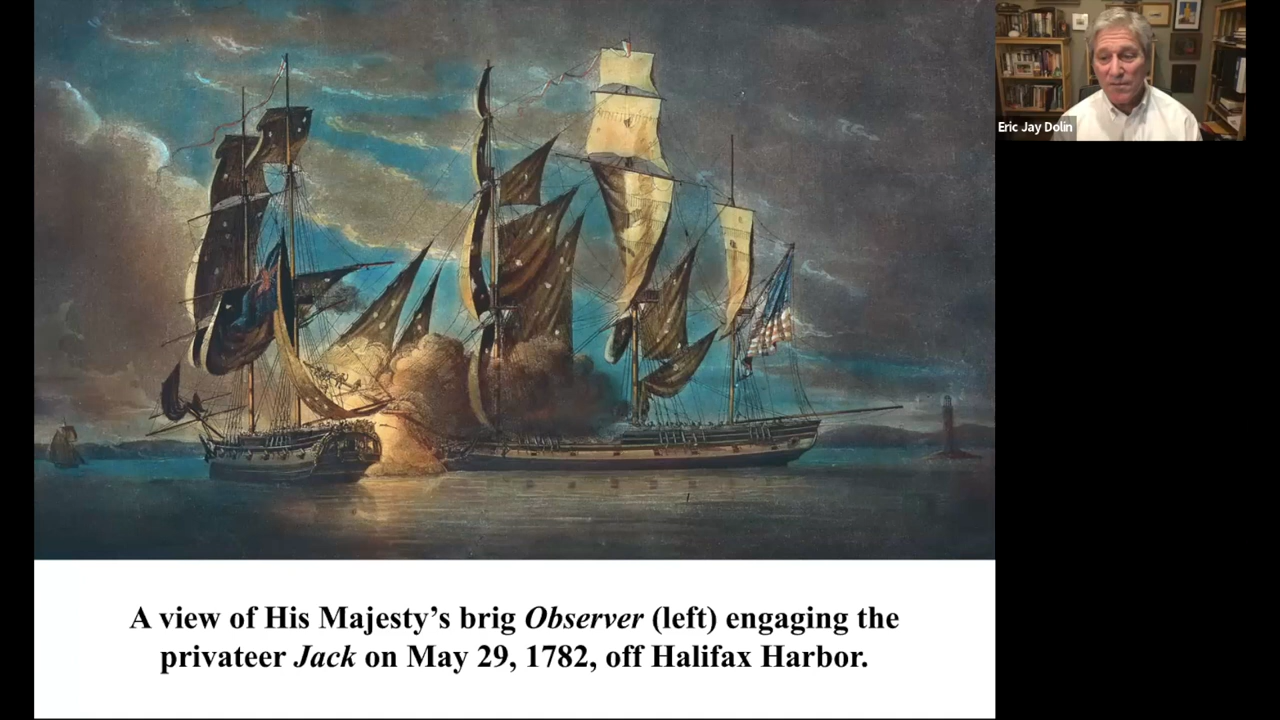 Eric Jay Dolin
A view of His Majesty’s brig Observer (left) engaging the
privateer Jack on May 29, 1782, off Halifax Harbor.